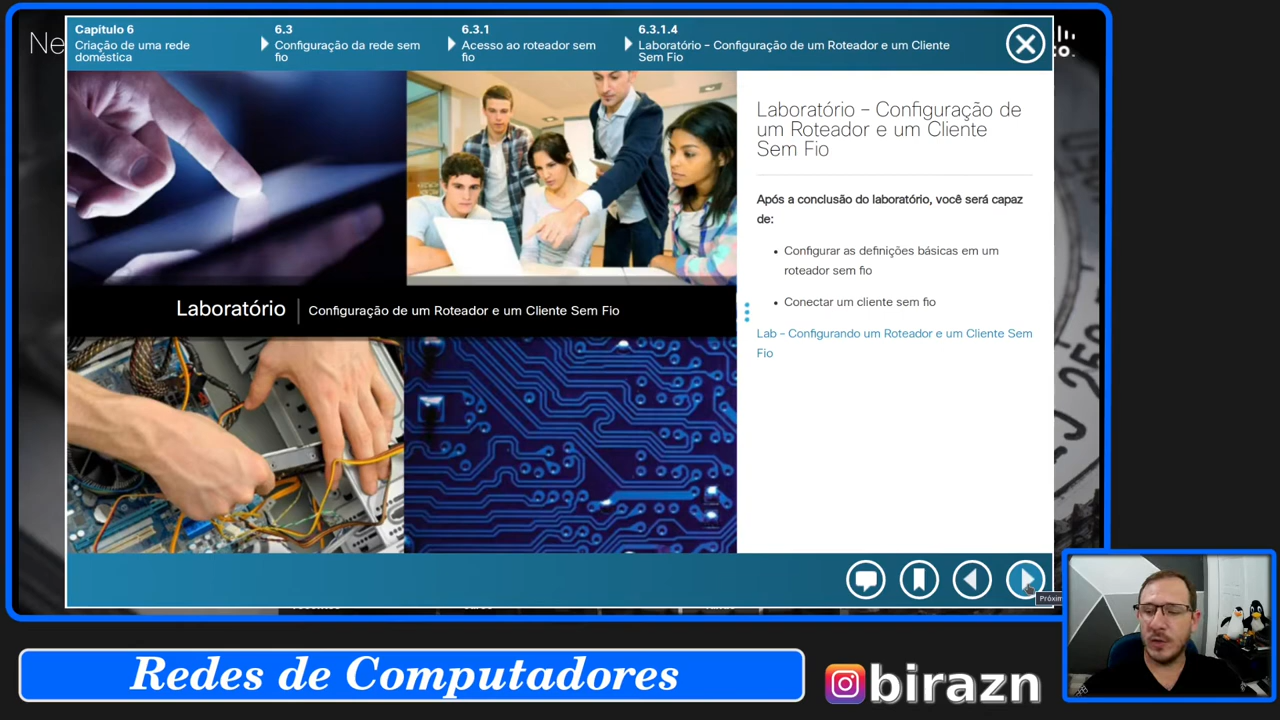 Ne
Capítulo 6
Criação de uma rede
doméstica
6.3
Configuração da rede sem
fio
6.3.1
Acesso ao roteador sem
fio
6.3.1.4
Laboratório – Configuração de um Roteador e um Cliente
Sem Fio
Laboratório – Configuração de
um Roteador e um Cliente
Sem Fio
Após a conclusão do laboratório, você será capaz
de:
• Configurar as definições básicas em um
roteador sem fio
• Conectar um cliente sem fio
Lab – Configurando um Roteador e um Cliente Sem
Fio
Laboratório | Configuração de um Roteador e um Cliente Sem Fio
Próxim
Redes de Computadores
birazn